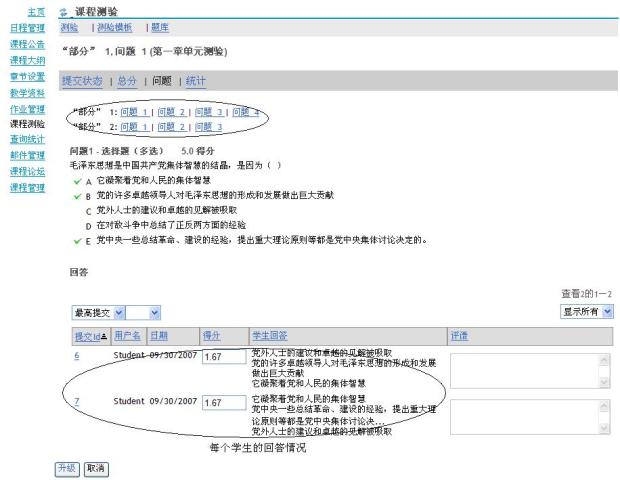 主页
日程管理
课程公告
课程大纲
章节设置
教学资料
作业管理
课程测验
查询统计
邮件管理
课程论坛
课程管理
课程测验
测验 | 测验模板 | 题库
“部分” 1, 问题 1 (第一章单元测验)
提交状态 | 总分 | 问题 | 统计
“部分” 1: 问题 1 | 问题 2 | 问题 3 | 问题 4
“部分” 2: 问题 1 | 问题 2 | 问题 3
问题1 - 选择题 (多选) 5.0 得分
毛泽东思想是中国共产党集体智慧的结晶，是因为（ ）
A 它凝聚着党和人民的集体智慧
B 党的许多卓越领导人对毛泽东思想的形成和发展做出巨大贡献
C 党外人士的建议和卓越的见解被吸取
D 在对敌斗争中总结了正反两方面的经验
E 党中央一些总结革命、建设的经验，提出重大理论原则等都是党中央集体讨论决定的。
回答
查看2的1—2
最高提交
显示所有
提交Id 用户名 日期 得分 学生回答 评语
6 Student 09/30/2007 1.67 党外人士的建议和卓越的见解被吸取
党的许多卓越领导人对毛泽东思想的形成和发展
做出巨大贡献
它凝聚着党和人民的集体智慧
7 Student 09/30/2007 1.67 它凝聚着党和人民的集体智慧
党中央一些总结革命、建设的经验，提出重大理
论原则等都是党中央集体讨论决...
党外人士的建议和卓越的见解被吸取
每个学生的回答情况
升级 取消